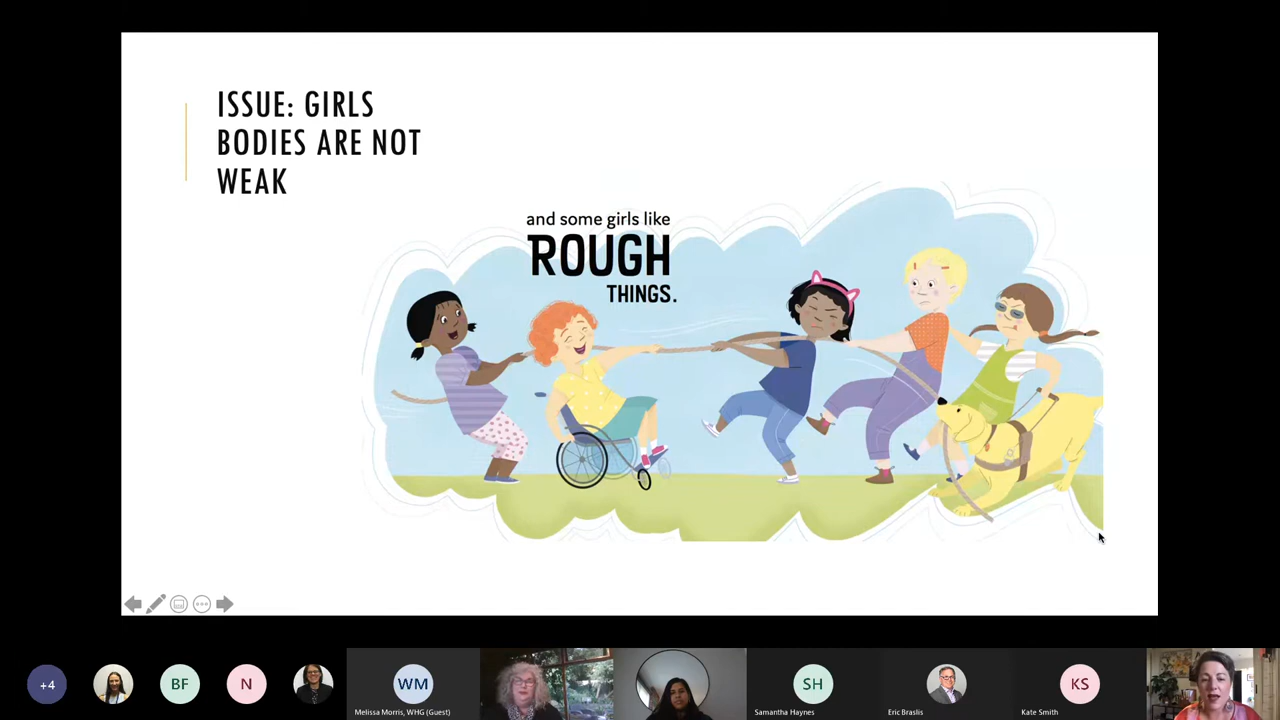 ISSUE: GIRLS
BODIES ARE NOT
WEAK
and some girls like
ROUGH
THINGS.
+4
BF
N
WM
SH
KS
Melissa Morris, WHG (Guest)
Samantha Haynes
Eric Braslis
Kate Smith